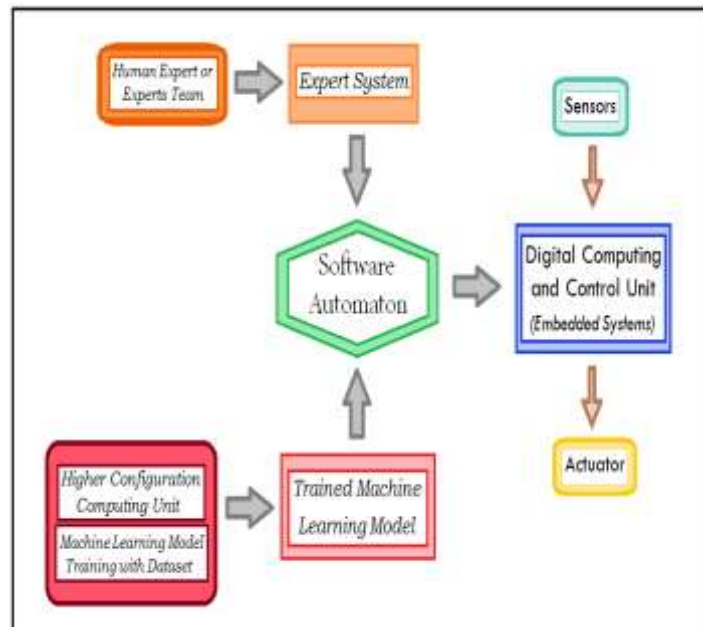 Human Expert or
Experts Team
Expert System
Sensors
Software
Automaton
Digital Computing
and Control Unit
(Embedded Systems)
Higher Configuration
Computing Unit
Machine Learning Model
Training with Dataset
Trained Machine
Learning Model
Actuator